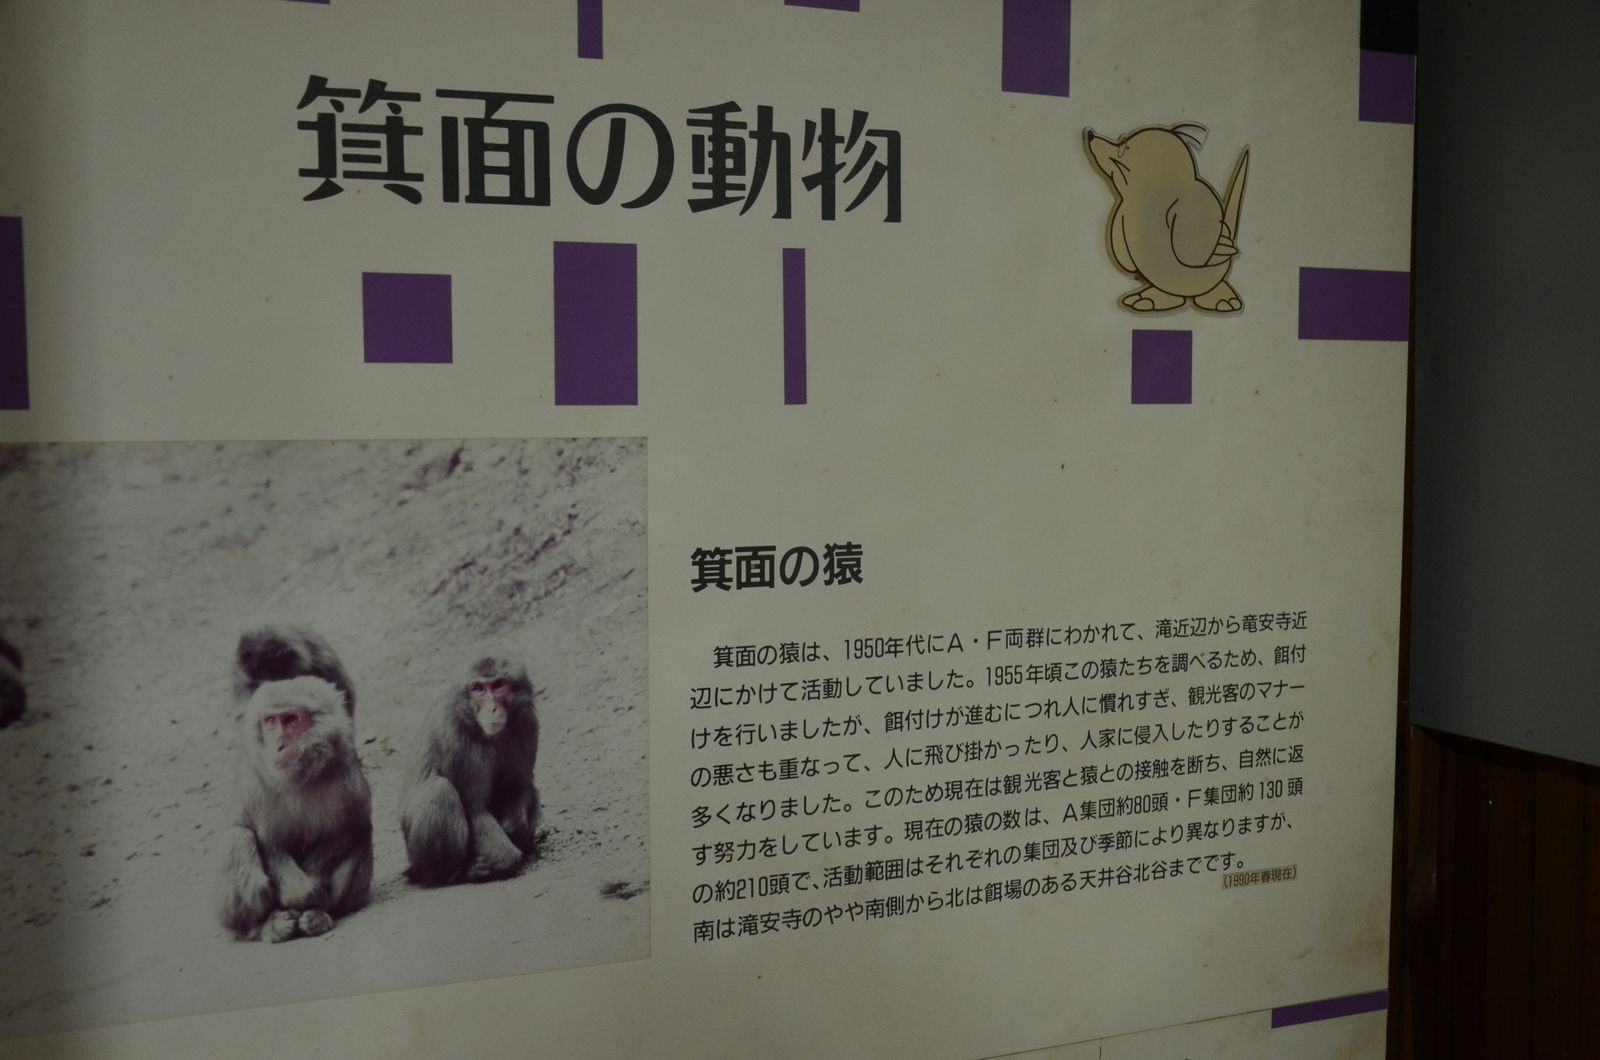 箕面の動物
箕面の猿
箕面の猿は、1950年代にA・F両群にわかれて、滝近辺から竜安寺近
辺にかけて活動していました。1955年頃この猿たちを調べるため、餌付
けを行いましたが、餌付けが進むにつれ人に慣れすぎ、観光客のマナー
の悪さも重なって、人に飛び掛かったり、人家に侵入したりすることが
多くなりました。このため現在は観光客と猿との接触を断ち、自然に返
す努力をしています。現在の猿の数は、A集団約80頭・F集団約130頭
の約210頭で、活動範囲はそれぞれの集団及び季節により異なりますが、
南は滝安寺のやや南側から北は餌場のある天井谷北谷までです。
(1990年春現在)